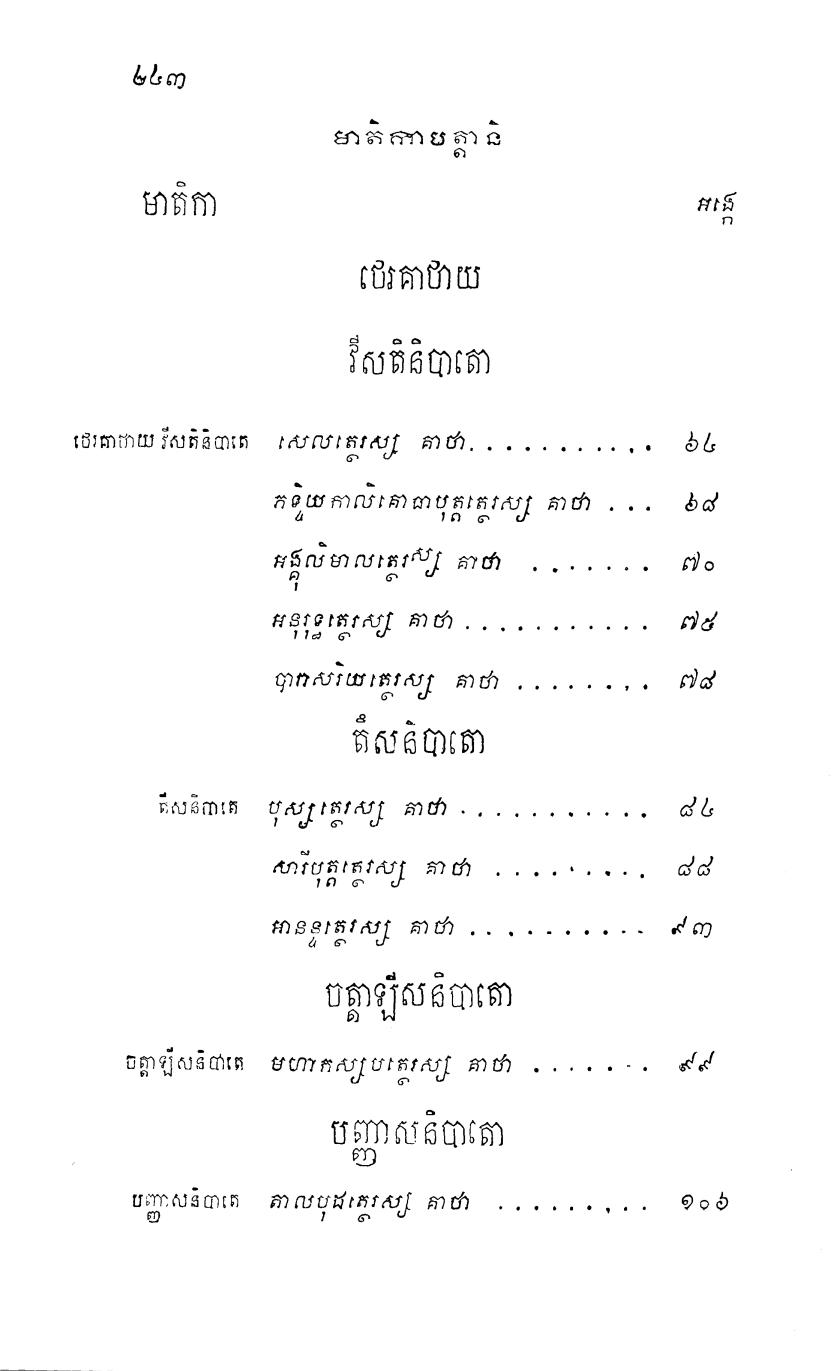 ២៤៣
មាតិកាបត្តានិ
មាតិកា អង្កេ
ថេរគាថាយ
វីសតិនិបាតោ
ថេរគាថាយ វីសតិនិបាតេ សេលត្ថេរស្ស គាថា. . . . . . . . . . . ៦៤
ភទ្ទិយកាលិគោធាបុត្តត្ថេរស្ស គាថា . . . ៦៨
អង្គុលិមាលត្ថេរស្ស គាថា . . . . . . . ៧០
អនុរុទ្ធត្ថេរស្ស គាថា . . . . . . . . . . . ៧៥
បារាសរិយត្ថេរស្ស គាថា . . . . . . . . ៧៨
តឹសនិបាតោ
តឹសនិបាតេ បុស្សត្ថេរស្ស គាថា . . . . . . . . . . . ៨៤
សារីបុត្តត្ថេរស្ស គាថា . . . . . . . . . ៨៨
អានន្ទត្ថេរស្ស គាថា . . . . . . . . . . ៩៣
ចត្តាឡីសនិបាតោ
ចត្តាឡីសនិបាតេ មហាកស្សបត្ថេរស្ស គាថា . . . . . . . ៩៩
បញ្ញាសនិបាតោ
បញ្ញាសនិបាតេ តាលបុដត្ថេរស្ស គាថា . . . . . . . . . ១០៦